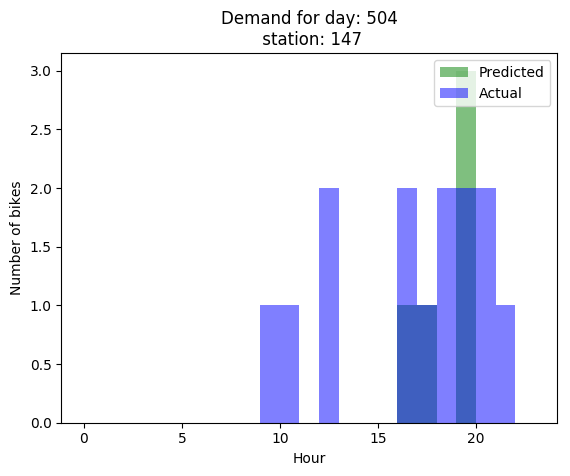 Demand for day: 504
station: 147
Predicted
Actual
Number of bikes
3.0
2.5
2.0
1.5
1.0
0.5
0.0
0
5
10
15
20
Hour